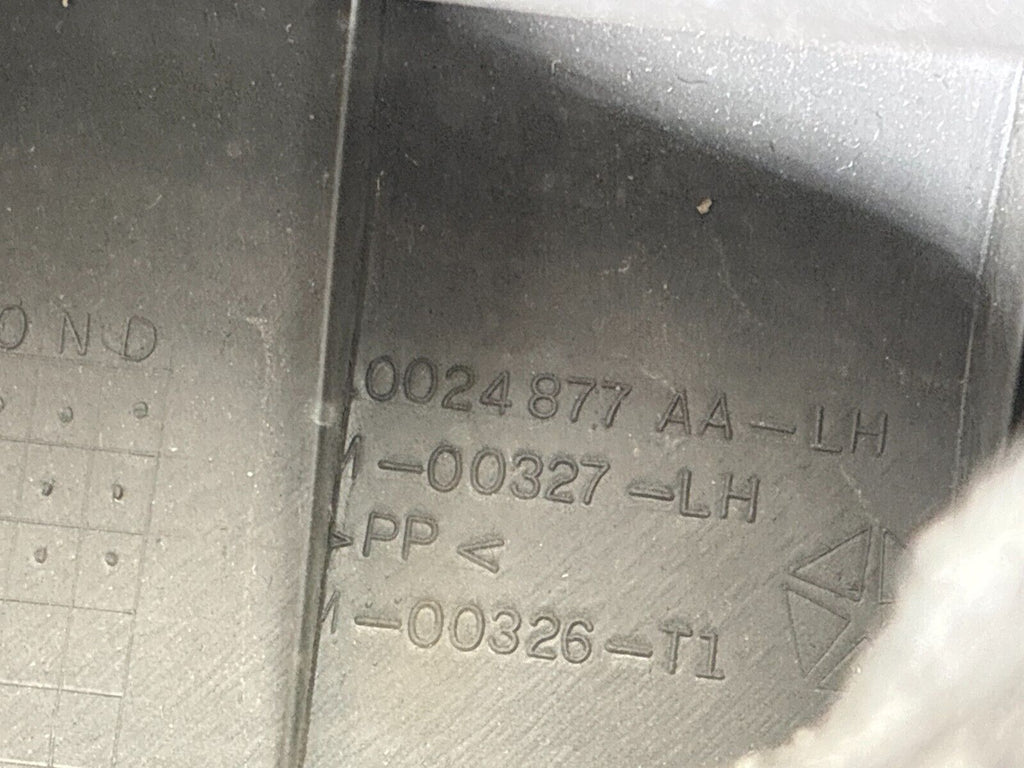 OND
0024877 AA-LH
-00327-LH
>PP<
-00326-T1